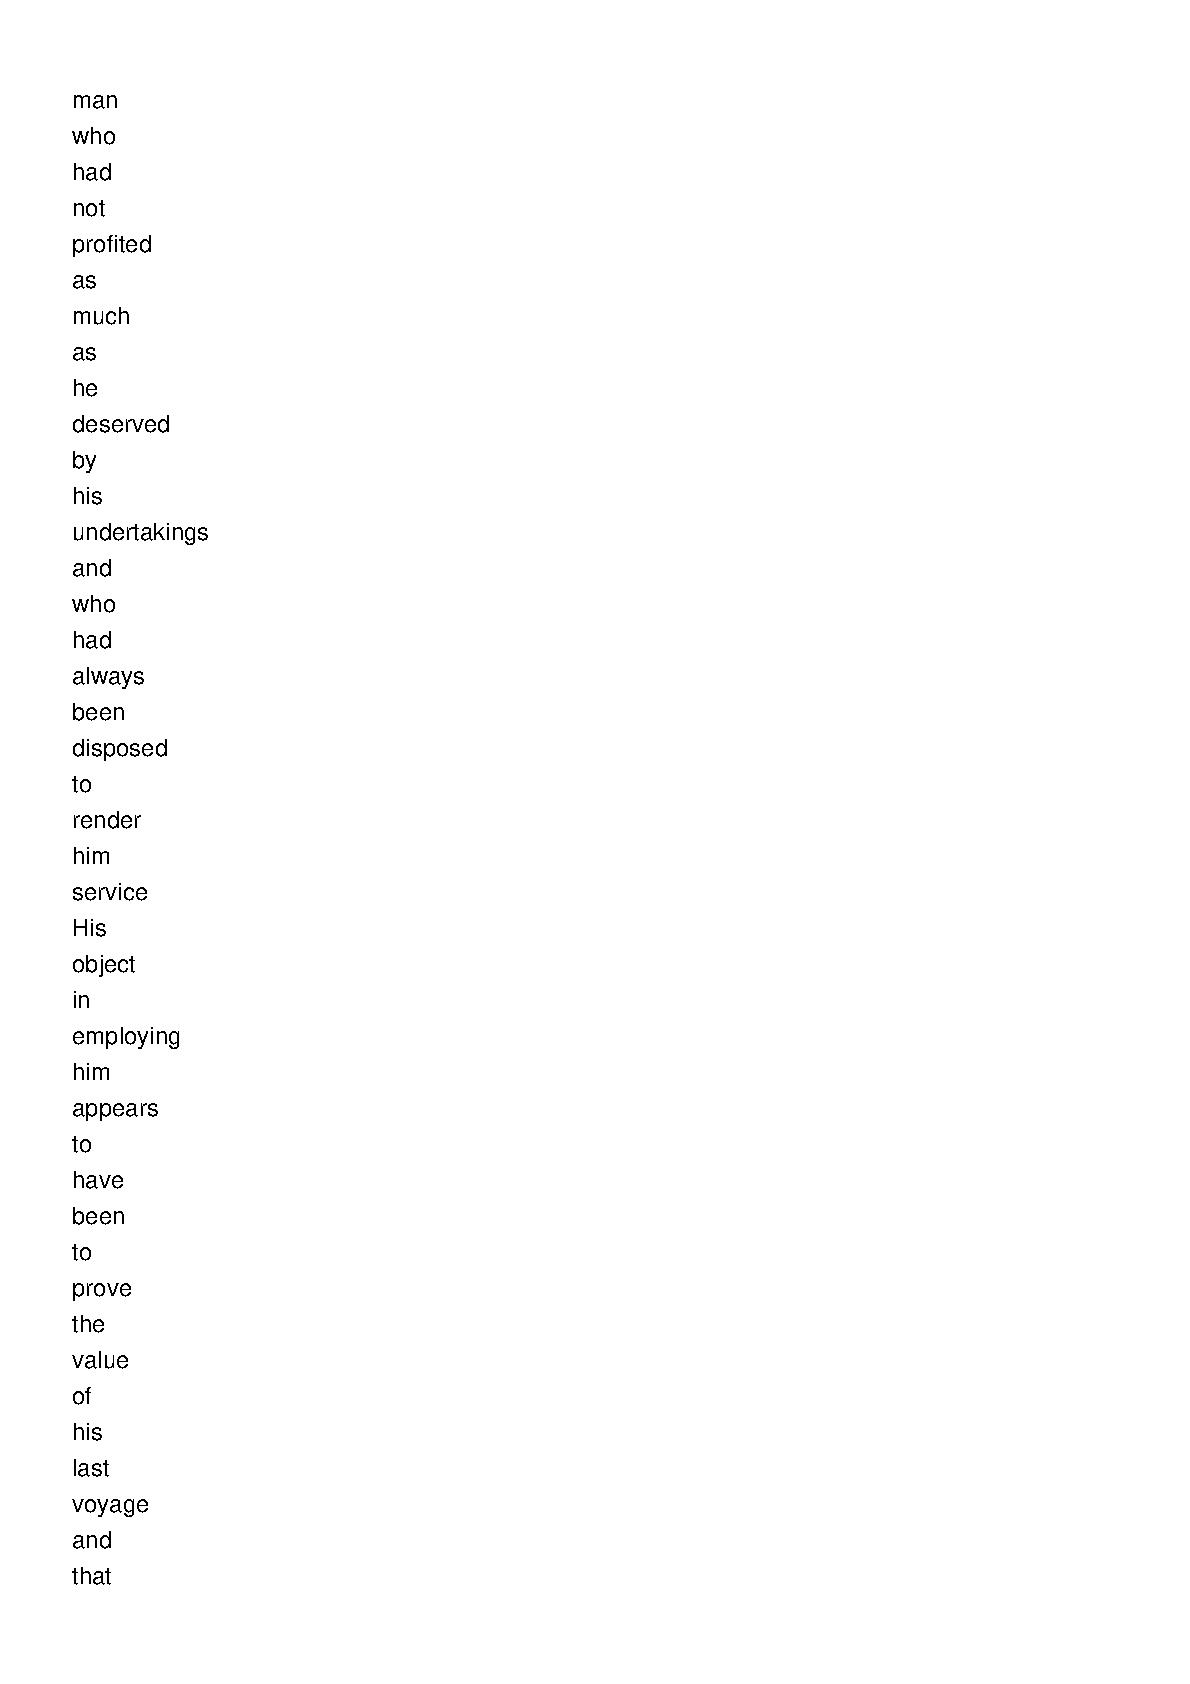 man
who
had
not
profited
as
much
as
he
deserved
by
his
undertakings
and
who
had
always
been
disposed
to
render
him
service
His
object
in
employing
him
appears
to
have
been
to
prove
the
value
of
his
last
voyage
and
that